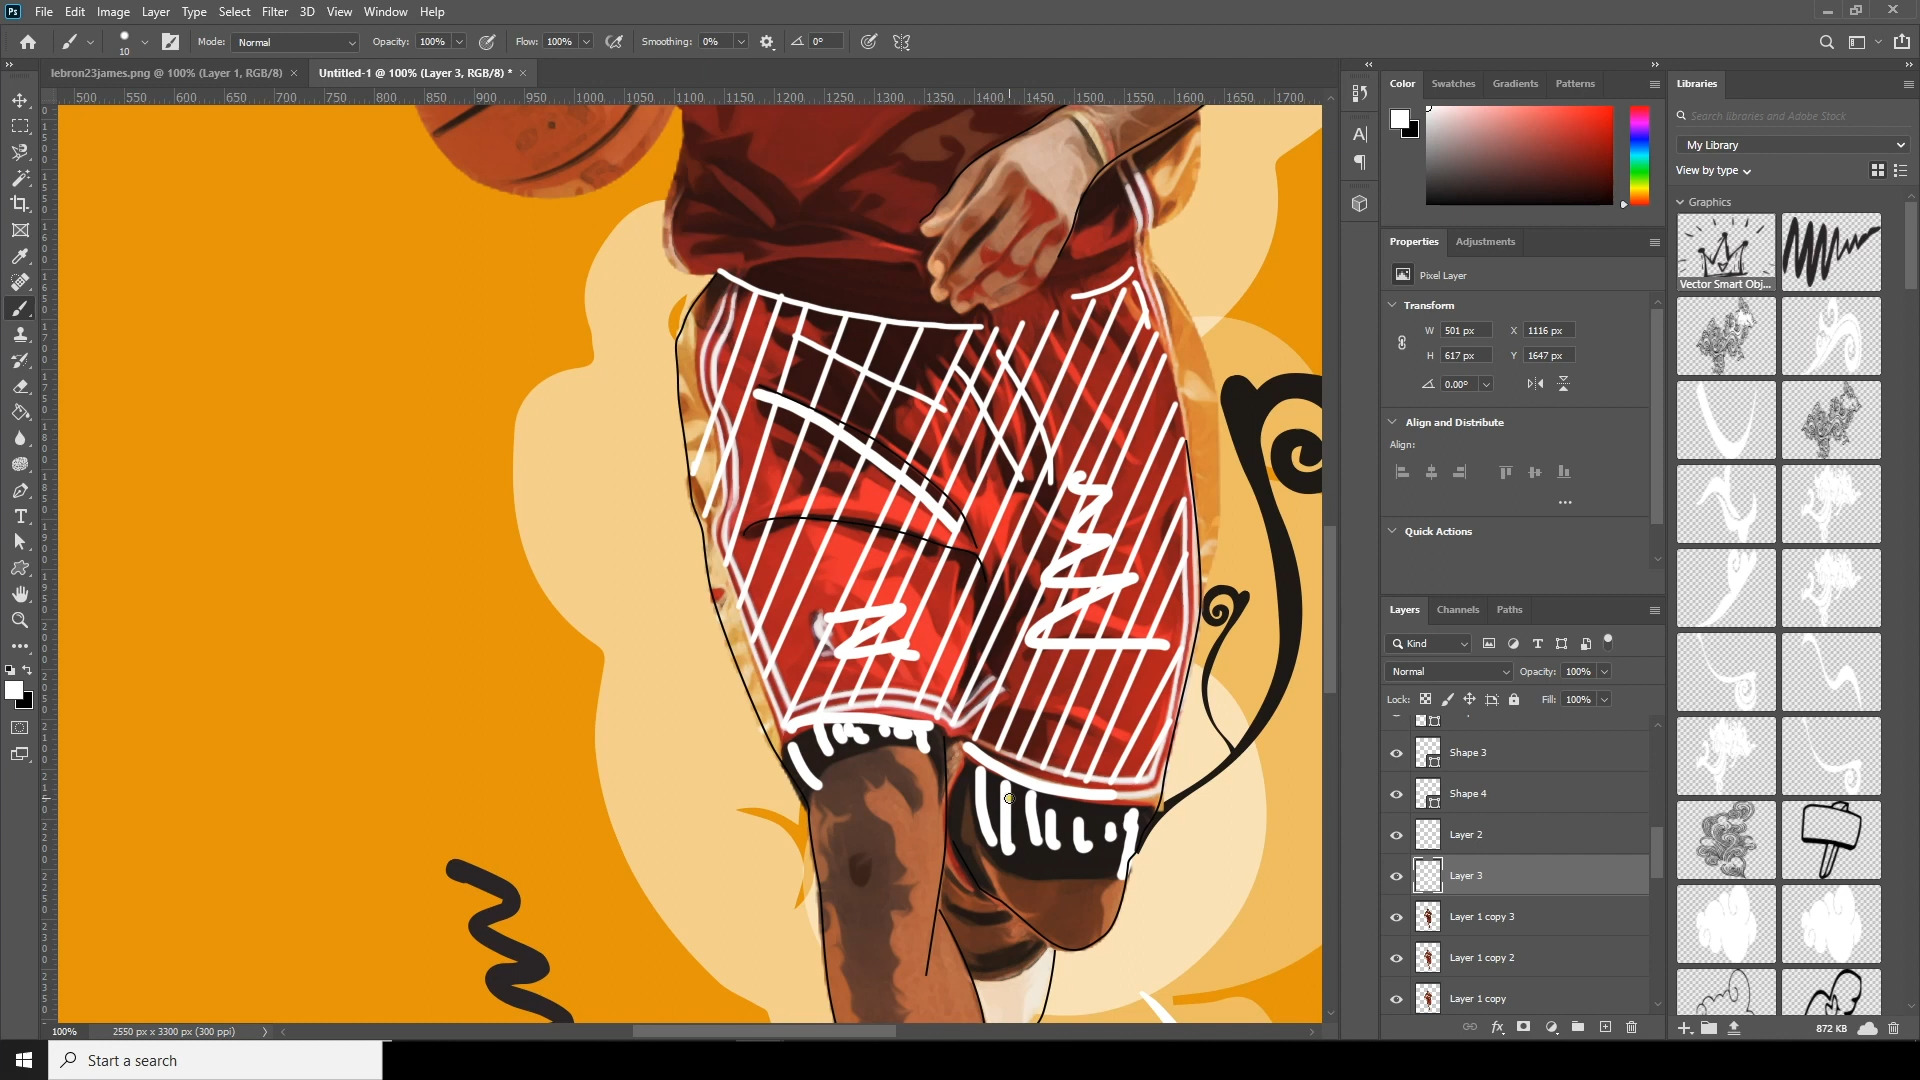 Ps File Edit Image Layer Type Select Filter 3D View Window Help
10 Mode: Normal Opacity: 100% Flow: 100% Smoothing: 0% 0°
lebron23james.png @ 100% (Layer 1, RGB/8) × Untitled-1 @ 100% (Layer 3, RGB/8) * ×
500 550 600 650 700 750 800 850 900 950 1000 1050 1100 1150 1200 1250 1300 1350 1400 1450 1500 1550 1600 1650 1700
Color Swatches Gradients Patterns
Properties Adjustments
Pixel Layer
Transform
W 501 px X 1116 px
H 617 px Y 1647 px
0.00°
Align and Distribute
Align:
Quick Actions
Layers Channels Paths
Kind
Normal Opacity: 100%
Lock: Fill: 100%
Shape 3
Shape 4
Layer 2
Layer 3
Layer 1 copy 3
Layer 1 copy 2
Layer 1 copy
Libraries
Search libraries and Adobe Stock
My Library
View by type
Graphics
Vector Smart Obj...
872 KB
100% 2550 px x 3300 px (300 ppi)
Start a search